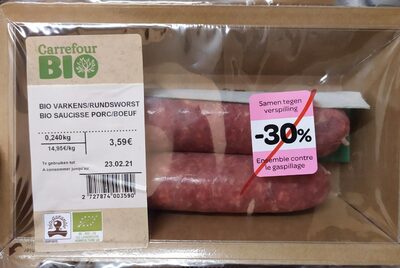 Carrefour
BIO
BIO VARKENS/RUNDSWORST
BIO SAUCISSE PORC/BOEUF
0,240kg
14,95€/kg
3,59€
Te gebruiken tot
A consommer jusqu'au
23.02.21
2 727874 003590
Samen tegen
verspilling
-30%
Ensemble contre
le gaspillage